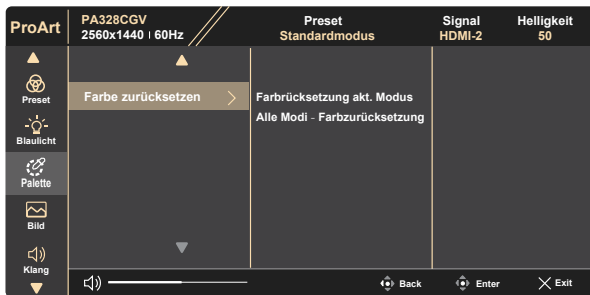 ProArt
PA328CGV
2560x1440 | 60Hz
Preset
Standardmodus
Signal
HDMI-2
Helligkeit
50
Preset
Blaulicht
Palette
Bild
Klang
Farbe zurücksetzen
Farbrücksetzung akt. Modus
Alle Modi - Farbzurücksetzung
Back
Enter
Exit